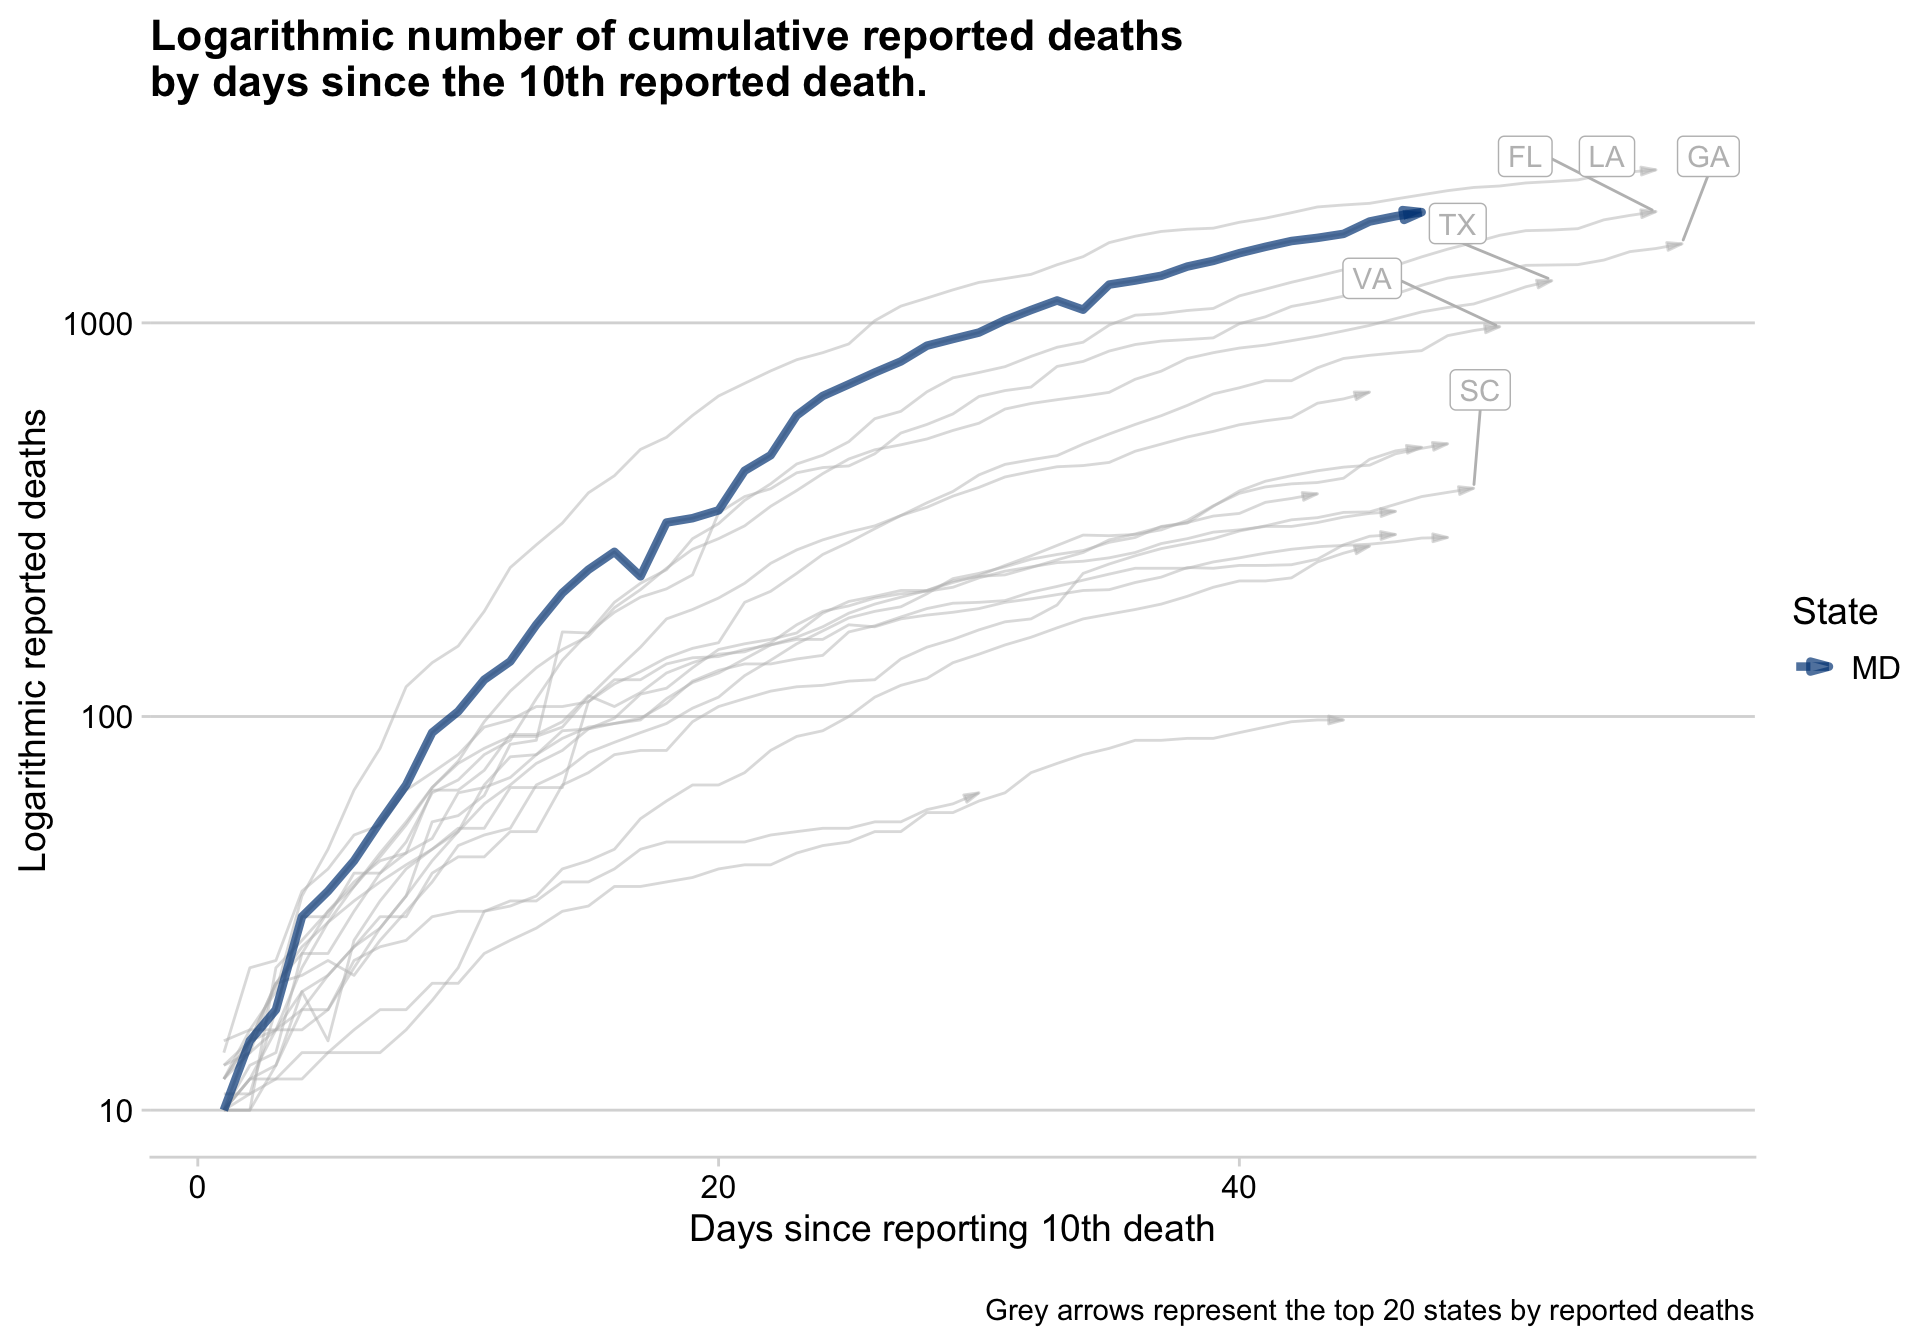 Logarithmic number of cumulative reported deaths
by days since the 10th reported death.
FL
LA
GA
TX
VA
SC
1000
100
10
Logarithmic reported deaths
0
20
40
Days since reporting 10th death
State
MD
Grey arrows represent the top 20 states by reported deaths